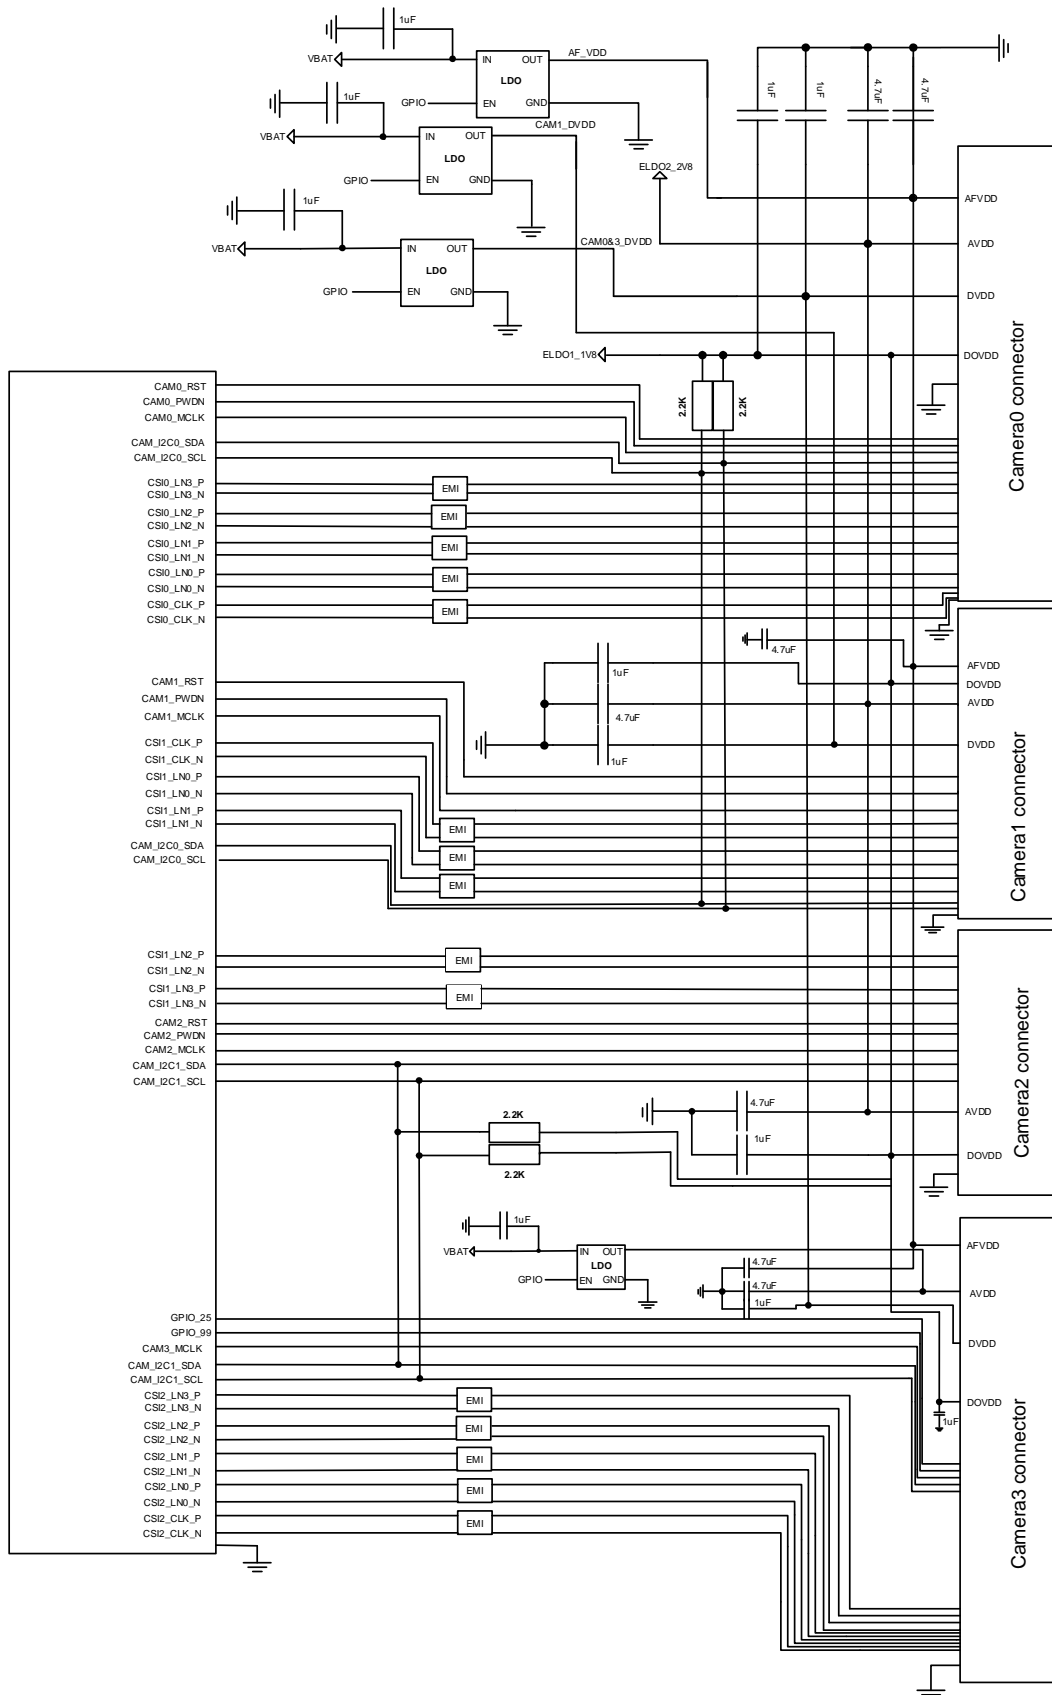 1uF
AF_VDD
VBAT
IN
OUT
LDO
GPIO
EN
GND
1uF
1uF
4.7uF
4.7uF
1uF
CAM1_DVDD
VBAT
IN
OUT
LDO
GPIO
EN
GND
ELDO2_2V8
1uF
AFVDD
CAM0&3_DVDD
VBAT
IN
OUT
LDO
AVDD
GPIO
EN
GND
DVDD
ELDO1_1V8
DOVDD
2.2K
2.2K
Camera0 connector
CAM0_RST
CAM0_PWDN
CAM0_MCLK
CAM_I2C0_SDA
CAM_I2C0_SCL
CSI0_LN3_P
CSI0_LN3_N
EMI
CSI0_LN2_P
CSI0_LN2_N
EMI
CSI0_LN1_P
CSI0_LN1_N
EMI
CSI0_LN0_P
CSI0_LN0_N
EMI
CSI0_CLK_P
CSI0_CLK_N
EMI
4.7uF
AFVDD
1uF
DOVDD
CAM1_RST
CAM1_PWDN
AVDD
CAM1_MCLK
4.7uF
CSI1_CLK_P
DVDD
CSI1_CLK_N
1uF
CSI1_LN0_P
CSI1_LN0_N
CSI1_LN1_P
CSI1_LN1_N
EMI
CAM_I2C0_SDA
CAM_I2C0_SCL
EMI
EMI
Camera1 connector
CSI1_LN2_P
CSI1_LN2_N
EMI
CSI1_LN3_P
CSI1_LN3_N
EMI
CAM2_RST
CAM2_PWDN
CAM2_MCLK
CAM_I2C1_SDA
CAM_I2C1_SCL
4.7uF
2.2K
AVDD
1uF
DOVDD
2.2K
Camera2 connector
1uF
AFVDD
VBAT
IN
OUT
LDO
GPIO
EN
GND
4.7uF
4.7uF
AVDD
1uF
GPIO_25
GPIO_99
DVDD
CAM3_MCLK
CAM_I2C1_SDA
CAM_I2C1_SCL
CSI2_LN3_P
CSI2_LN3_N
EMI
DOVDD
1uF
CSI2_LN2_P
CSI2_LN2_N
EMI
CSI2_LN1_P
CSI2_LN1_N
EMI
CSI2_LN0_P
CSI2_LN0_N
EMI
CSI2_CLK_P
CSI2_CLK_N
EMI
Camera3 connector